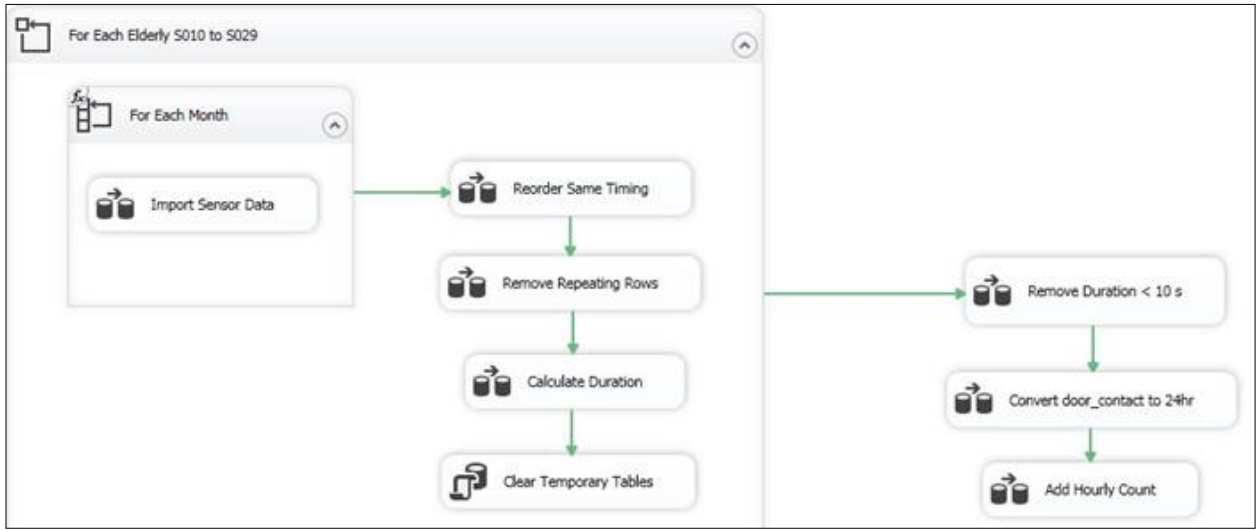 For Each Elderly S010 to S029
fx
For Each Month
Import Sensor Data
Reorder Same Timing
Remove Repeating Rows
Calculate Duration
Clear Temporary Tables
Remove Duration < 10 s
Convert door_contact to 24hr
Add Hourly Count